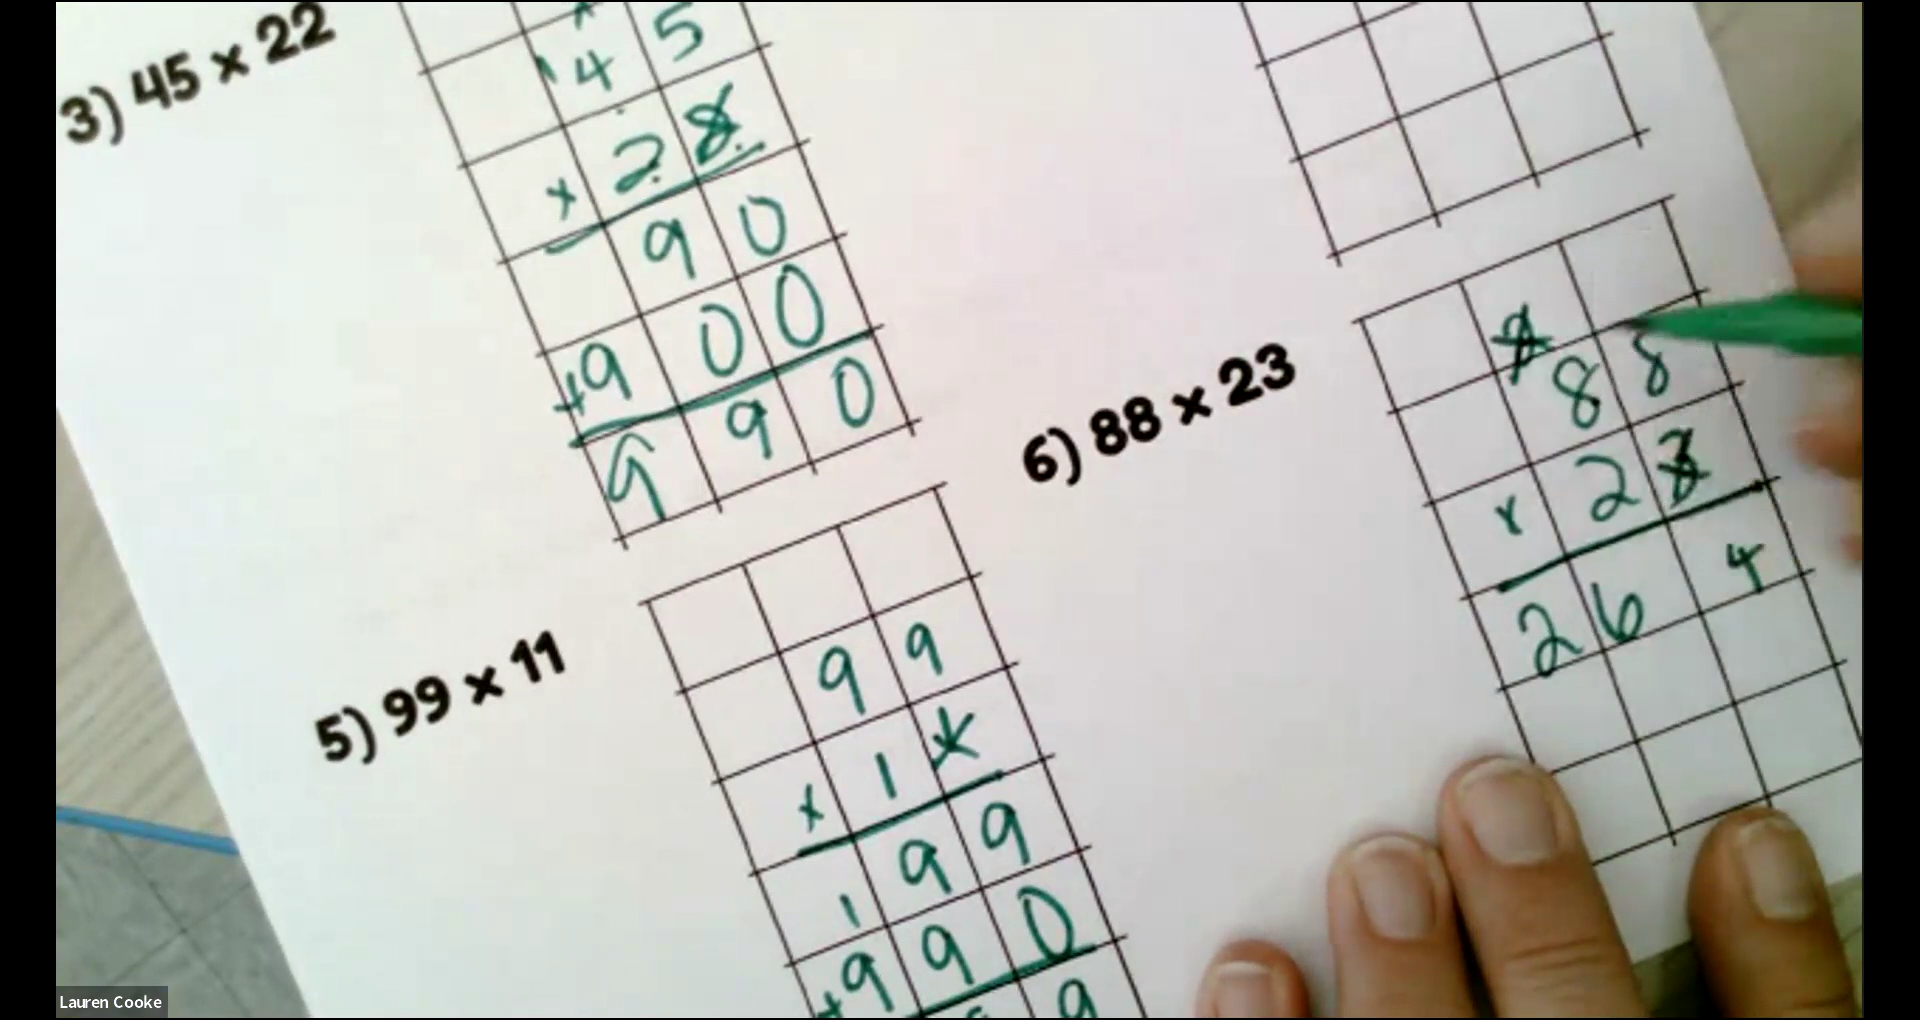 3) 45 x 22
4 5
x 2 2
9 0
+9 0 0
9 9 0
5) 99 x 11
9 9
x 1 1
1 9 9
+9 9 0
9
6) 88 x 23
2
8 8
x 2 3
2 6 4
Lauren Cooke